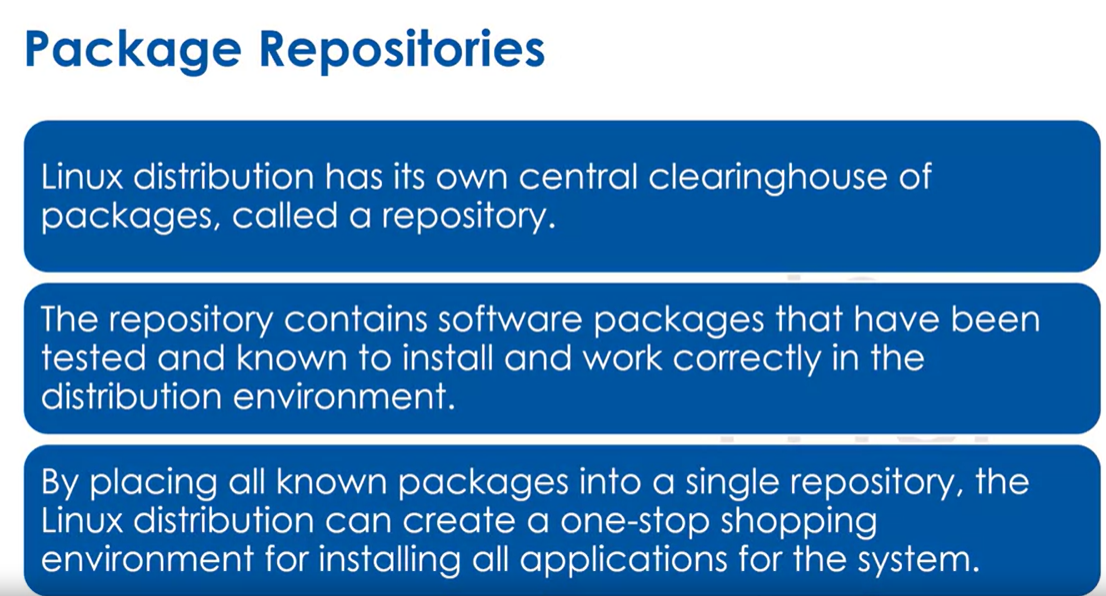 Package Repositories
Linux distribution has its own central clearinghouse of
packages, called a repository.
The repository contains software packages that have been
tested and known to install and work correctly in the
distribution environment.
By placing all known packages into a single repository, the
Linux distribution can create a one-stop shopping
environment for installing all applications for the system.